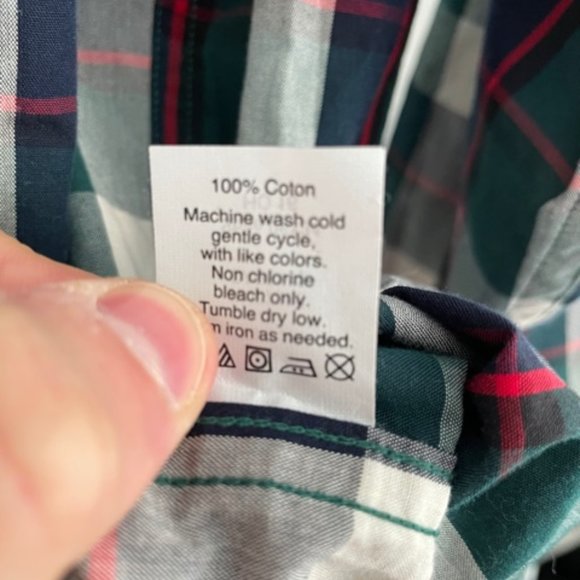 100% Coton
Machine wash cold
gentle cycle,
with like colors.
Non chlorine
bleach only.
Tumble dry low.
iron as needed.